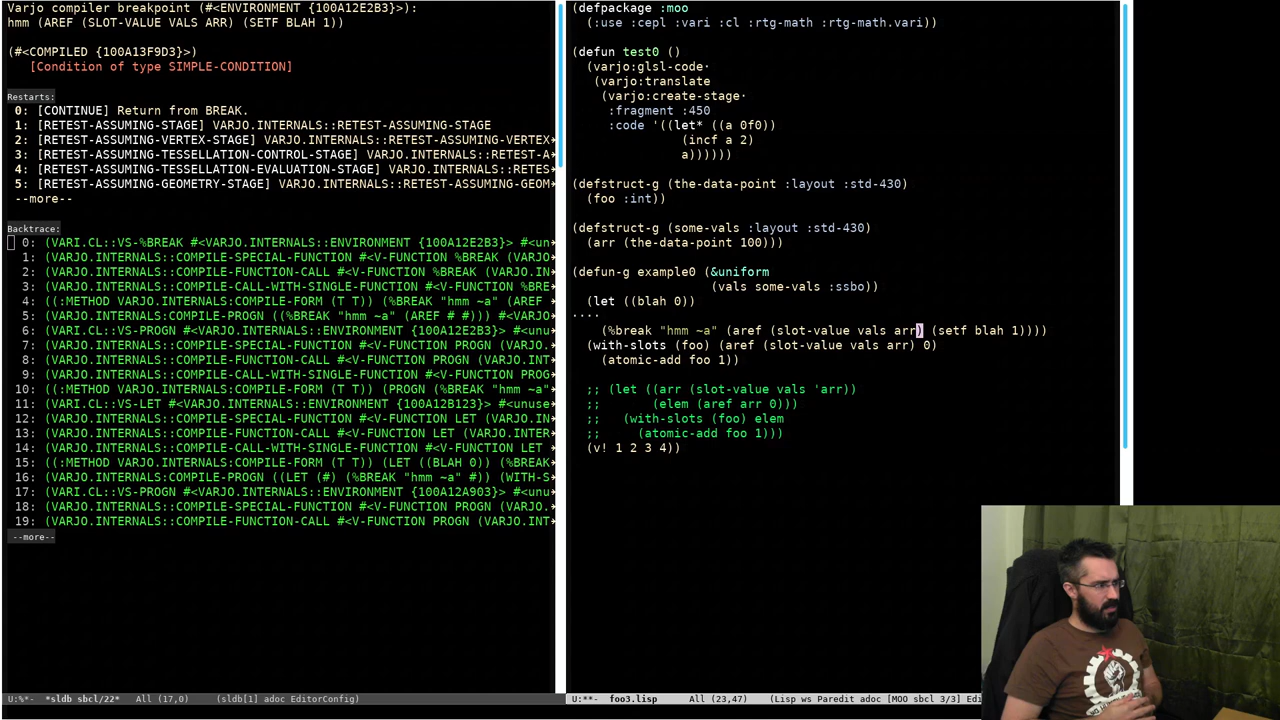 Varjo compiler breakpoint (#<ENVIRONMENT {100A12E2B3}>):
hmm (AREF (SLOT-VALUE VALS ARR) (SETF BLAH 1))
(#<COMPILED {100A13F9D3}>)
[Condition of type SIMPLE-CONDITION]
Restarts:
0: [CONTINUE] Return from BREAK.
1: [RETEST-ASSUMING-STAGE] VARJO.INTERNALS::RETEST-ASSUMING-STAGE
2: [RETEST-ASSUMING-VERTEX-STAGE] VARJO.INTERNALS::RETEST-ASSUMING-VERTEX
3: [RETEST-ASSUMING-TESSELLATION-CONTROL-STAGE] VARJO.INTERNALS::RETEST-A
4: [RETEST-ASSUMING-TESSELLATION-EVALUATION-STAGE] VARJO.INTERNALS::RETES
5: [RETEST-ASSUMING-GEOMETRY-STAGE] VARJO.INTERNALS::RETEST-ASSUMING-GEOM
--more--
Backtrace:
0: (VARI.CL::VS-%BREAK #<VARJO.INTERNALS::ENVIRONMENT {100A12E2B3}> #<un
1: (VARJO.INTERNALS::COMPILE-SPECIAL-FUNCTION #<V-FUNCTION %BREAK (VARJO
2: (VARJO.INTERNALS::COMPILE-FUNCTION-CALL #<V-FUNCTION %BREAK (VARJO.IN
3: (VARJO.INTERNALS::COMPILE-CALL-WITH-SINGLE-FUNCTION #<V-FUNCTION %BRE
4: ((:METHOD VARJO.INTERNALS::COMPILE-FORM (T T)) (%BREAK "hmm ~a" (AREF
5: (VARJO.INTERNALS:COMPILE-PROGN ((%BREAK "hmm ~a" (AREF # #))) #<VARJO
6: (VARI.CL::VS-PROGN #<VARJO.INTERNALS::ENVIRONMENT {100A12E2B3}> #<unu
7: (VARJO.INTERNALS::COMPILE-SPECIAL-FUNCTION #<V-FUNCTION PROGN (VARJO.
8: (VARJO.INTERNALS::COMPILE-FUNCTION-CALL #<V-FUNCTION PROGN (VARJO.INT
9: (VARJO.INTERNALS::COMPILE-CALL-WITH-SINGLE-FUNCTION #<V-FUNCTION PROG
10: ((:METHOD VARJO.INTERNALS::COMPILE-FORM (T T)) (PROGN (%BREAK "hmm ~a"
11: (VARI.CL::VS-LET #<VARJO.INTERNALS::ENVIRONMENT {100A12B123}> #<unuse
12: (VARJO.INTERNALS::COMPILE-SPECIAL-FUNCTION #<V-FUNCTION LET (VARJO.IN
13: (VARJO.INTERNALS::COMPILE-FUNCTION-CALL #<V-FUNCTION LET (VARJO.INTER
14: (VARJO.INTERNALS::COMPILE-CALL-WITH-SINGLE-FUNCTION #<V-FUNCTION LET
15: ((:METHOD VARJO.INTERNALS::COMPILE-FORM (T T)) (LET ((BLAH 0)) (%BREAK
16: (VARJO.INTERNALS:COMPILE-PROGN ((LET (#) (%BREAK "hmm ~a" #)) (WITH-S
17: (VARI.CL::VS-PROGN #<VARJO.INTERNALS::ENVIRONMENT {100A12A903}> #<unu
18: (VARJO.INTERNALS::COMPILE-SPECIAL-FUNCTION #<V-FUNCTION PROGN (VARJO.
19: (VARJO.INTERNALS::COMPILE-FUNCTION-CALL #<V-FUNCTION PROGN (VARJO.INT
--more--
U:%*- *sldb sbcl/22* All (17,0) (sldb[1] adoc EditorConfig)
(defpackage :moo
(:use :cepl :vari :cl :rtg-math :rtg-math.vari))
(defun test0 ()
(varjo:glsl-code·
(varjo:translate
(varjo:create-stage·
:fragment :450
:code '((let* ((a 0f0))
(incf a 2)
a))))))
(defstruct-g (the-data-point :layout :std-430)
(foo :int))
(defstruct-g (some-vals :layout :std-430)
(arr (the-data-point 100)))
(defun-g example0 (&uniform
(vals some-vals :ssbo))
(let ((blah 0))
····
(%break "hmm ~a" (aref (slot-value vals arr) (setf blah 1))))
(with-slots (foo) (aref (slot-value vals arr) 0)
(atomic-add foo 1))
;; (let ((arr (slot-value vals 'arr))
;; (elem (aref arr 0)))
;; (with-slots (foo) elem
;; (atomic-add foo 1)))
(v! 1 2 3 4))
U:**- foo3.lisp All (23,47) (Lisp ws Paredit adoc [MOO sbcl 3/3] Edi